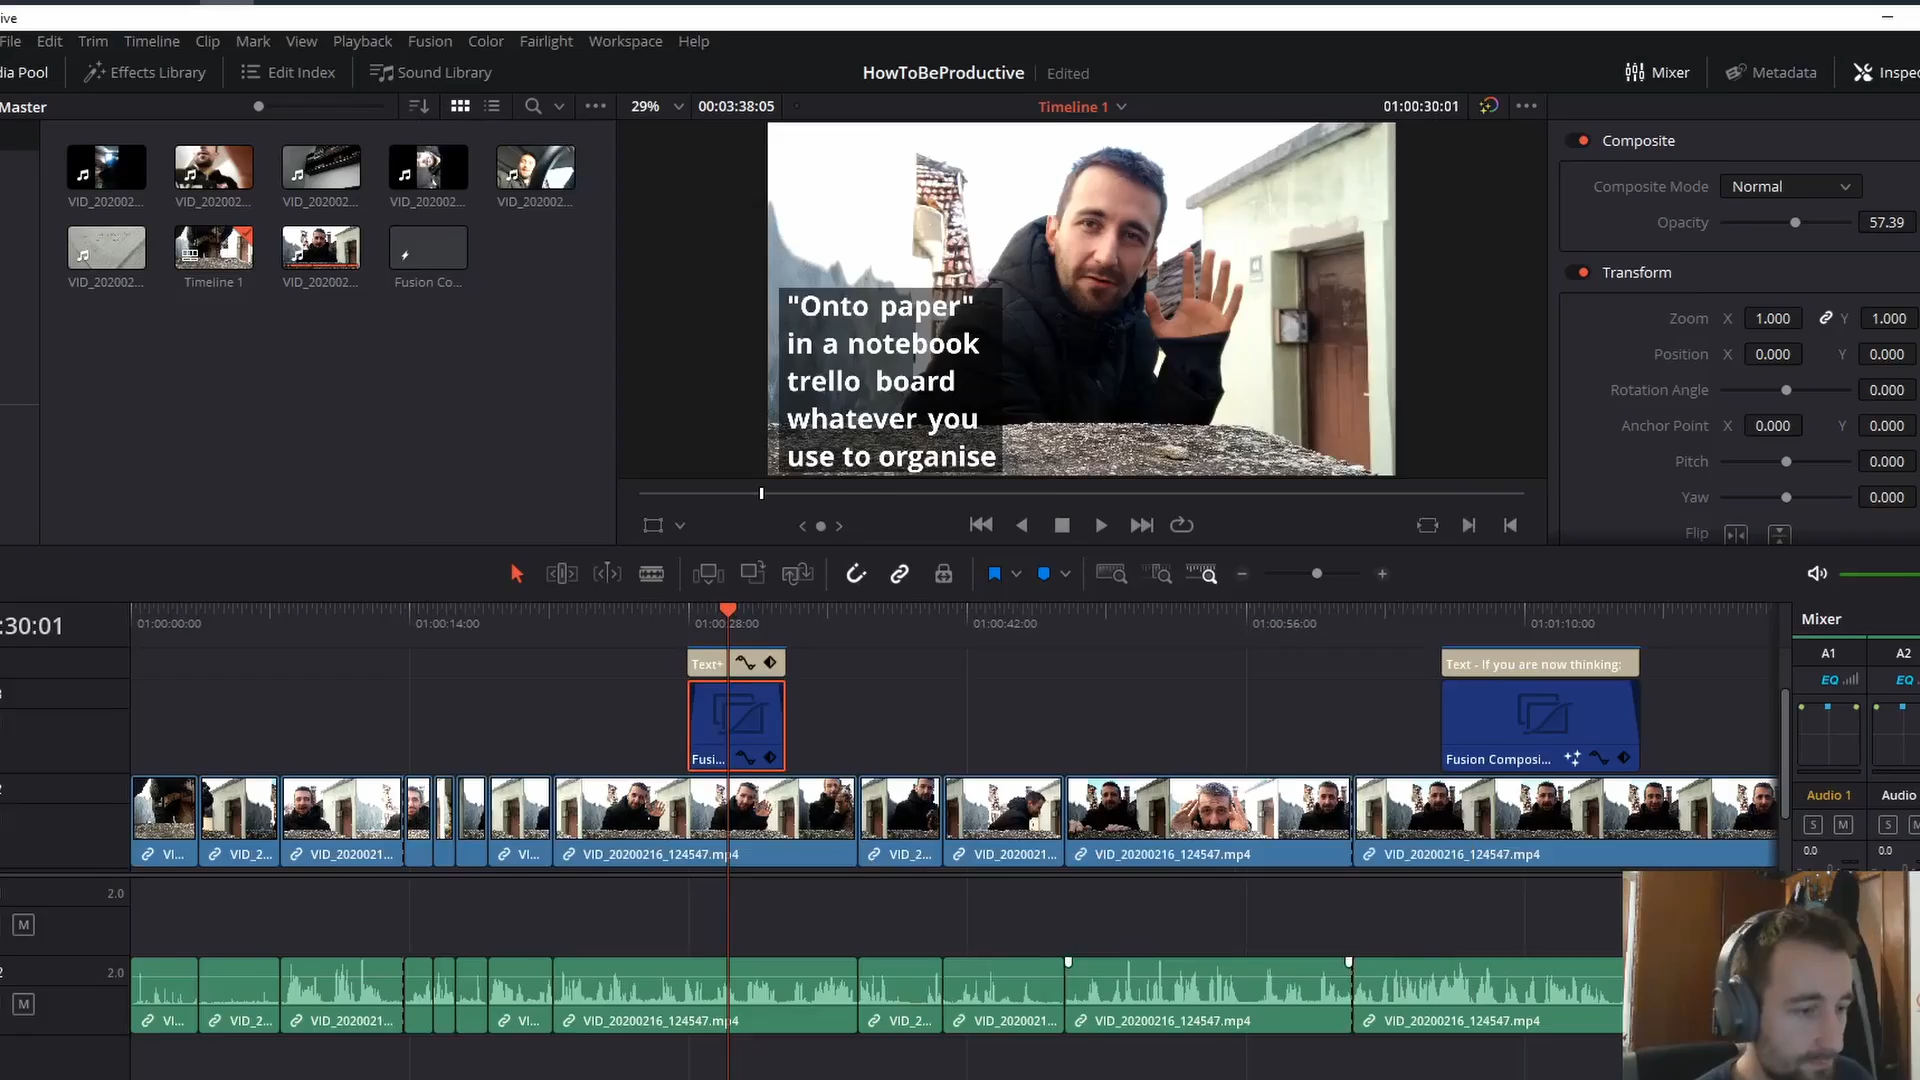 ive
File Edit Trim Timeline Clip Mark View Playback Fusion Color Fairlight Workspace Help
dia Pool Effects Library Edit Index Sound Library HowToBeProductive Edited Mixer Metadata Inspec
Master 29% 00:03:38:05 Timeline 1 01:00:30:01
Composite
Composite Mode Normal
Opacity 57.39
Transform
Zoom X 1.000 Y 1.000
Position X 0.000 Y 0.000
Rotation Angle 0.000
Anchor Point X 0.000 Y 0.000
Pitch 0.000
Yaw 0.000
Flip
VID_202002... VID_202002... VID_202002... VID_202002... VID_202002...
VID_202002... Timeline 1 VID_202002... Fusion Co...
"Onto paper"
in a notebook
trello board
whatever you
use to organise
:30:01 01:00:00:00 01:00:14:00 01:00:28:00 01:00:42:00 01:00:56:00 01:01:10:00
Text+ Text - If you are now thinking:
Fusi... Fusion Composi...
VI... VID_2... VID_2020021... VI... VID_20200216_124547.mp4 VID_2... VID_2020021... VID_20200216_124547.mp4 VID_20200216_124547.mp4
2.0
M
2.0
M
VI... VID_2... VID_2020021... VI... VID_20200216_124547.mp4 VID_2... VID_2020021... VID_20200216_124547.mp4 VID_20200216_124547.mp4
Mixer
A1 A2
EQ EQ
Audio 1 Audio
S M S M
0.0 0.0